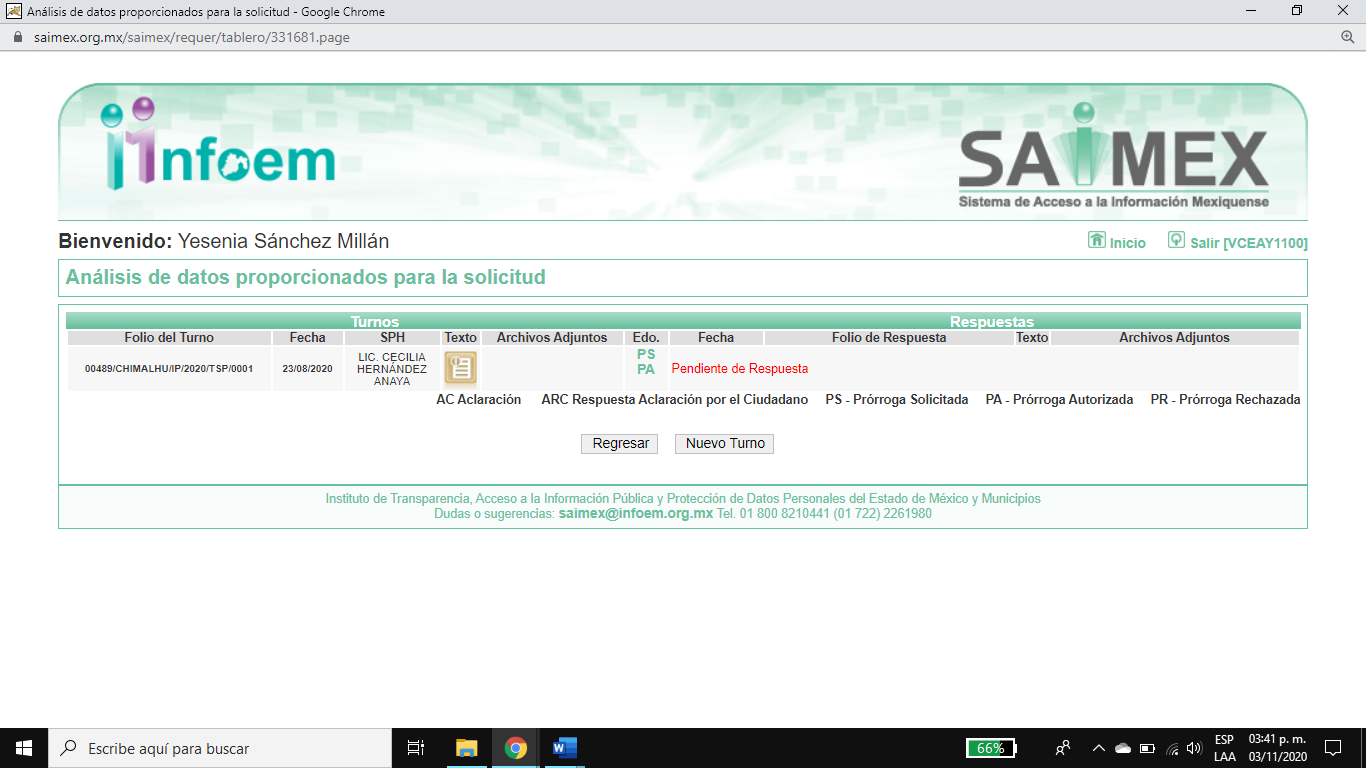 Análisis de datos proporcionados para la solicitud - Google Chrome
saimex.org.mx/saimex/requer/tablero/331681.page
infoem
SAIMEX
Sistema de Acceso a la Información Mexiquense
Bienvenido: Yesenia Sánchez Millán
Inicio Salir [VCEAY1100]
Análisis de datos proporcionados para la solicitud
Turnos Respuestas
Folio del Turno Fecha SPH Texto Archivos Adjuntos Edo. Fecha Folio de Respuesta Texto Archivos Adjuntos
00489/CHIMALHU/IP/2020/TSP/0001 23/08/2020 LIC. CECILIA HERNÁNDEZ ANAYA PS PA Pendiente de Respuesta
AC Aclaración ARC Respuesta Aclaración por el Ciudadano PS - Prórroga Solicitada PA - Prórroga Autorizada PR - Prórroga Rechazada
Regresar Nuevo Turno
Instituto de Transparencia, Acceso a la Información Pública y Protección de Datos Personales del Estado de México y Municipios
Dudas o sugerencias: saimex@infoem.org.mx Tel. 01 800 8210441 (01 722) 2261980
Escribe aquí para buscar
66%
ESP 03:41 p. m.
LAA 03/11/2020